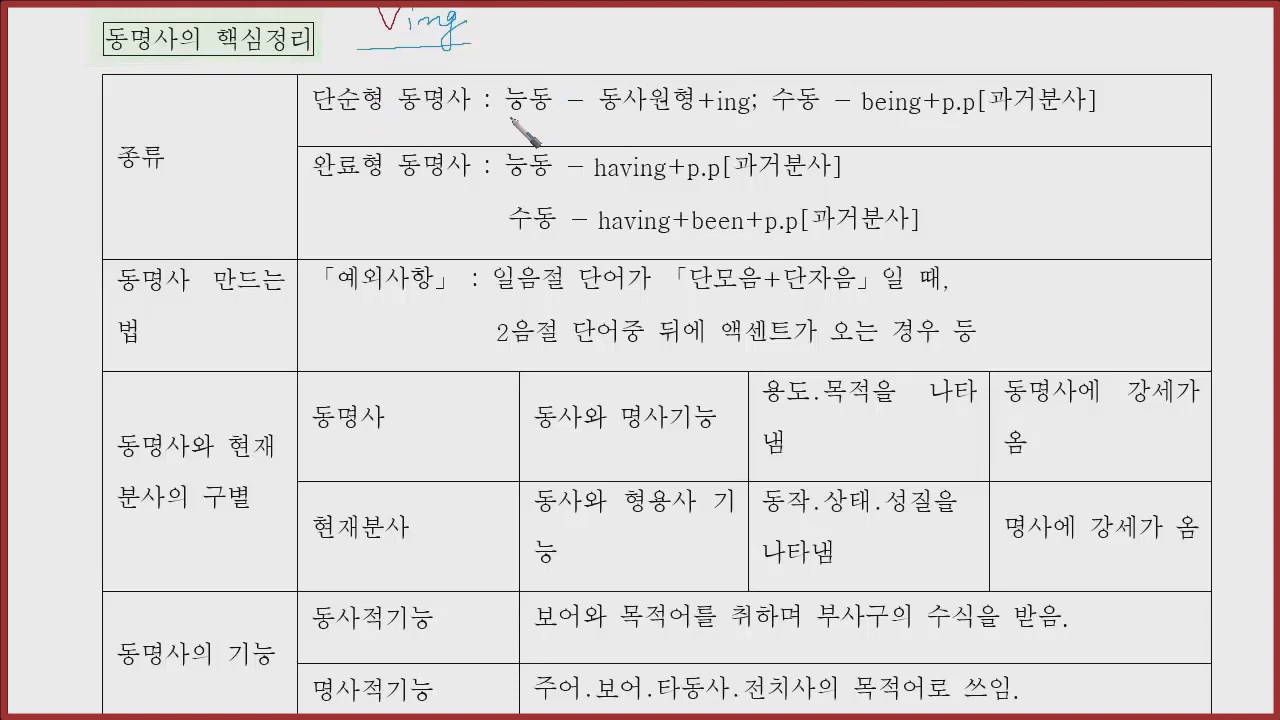 동명사의 핵심정리
Ving
종류
단순형 동명사 : 능동 - 동사원형+ing; 수동 - being+p.p[과거분사]
완료형 동명사 : 능동 - having+p.p[과거분사]
수동 - having+been+p.p[과거분사]
동명사 만드는
법
「예외사항」 : 일음절 단어가 「단모음+단자음」일 때,
2음절 단어중 뒤에 액센트가 오는 경우 등
동명사와 현재
분사의 구별
동명사
동사와 명사기능
용도.목적을 나타
냄
동명사에 강세가
옴
현재분사
동사와 형용사 기
능
동작.상태.성질을
나타냄
명사에 강세가 옴
동명사의 기능
동사적기능
보어와 목적어를 취하며 부사구의 수식을 받음.
명사적기능
주어.보어.타동사.전치사의 목적어로 쓰임.